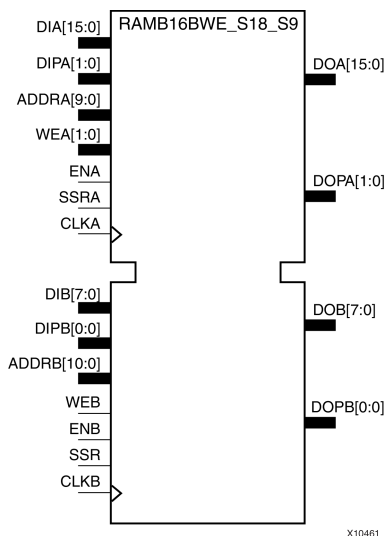 RAMB16BWE_S18_S9
DIA[15:0]
DIPA[1:0]
ADDRA[9:0]
WEA[1:0]
ENA
SSRA
CLKA
DOA[15:0]
DOPA[1:0]
DIB[7:0]
DIPB[0:0]
ADDRB[10:0]
WEB
ENB
SSR
CLKB
DOB[7:0]
DOPB[0:0]
X10461